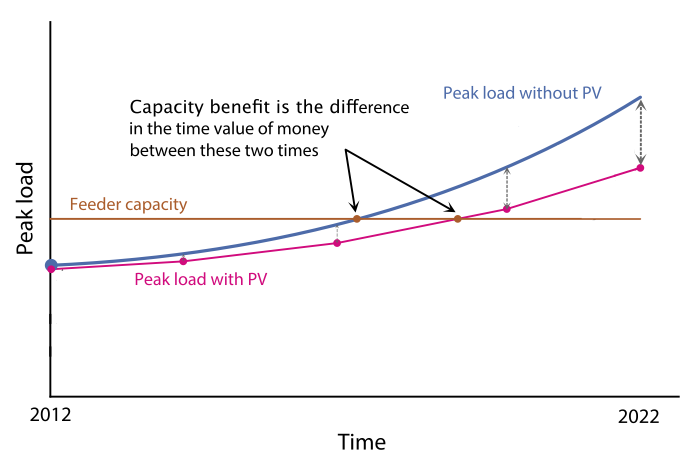 Peak load without PV
Capacity benefit is the difference
in the time value of money
between these two times
Feeder capacity
Peak load
Peak load with PV
2012
2022
Time